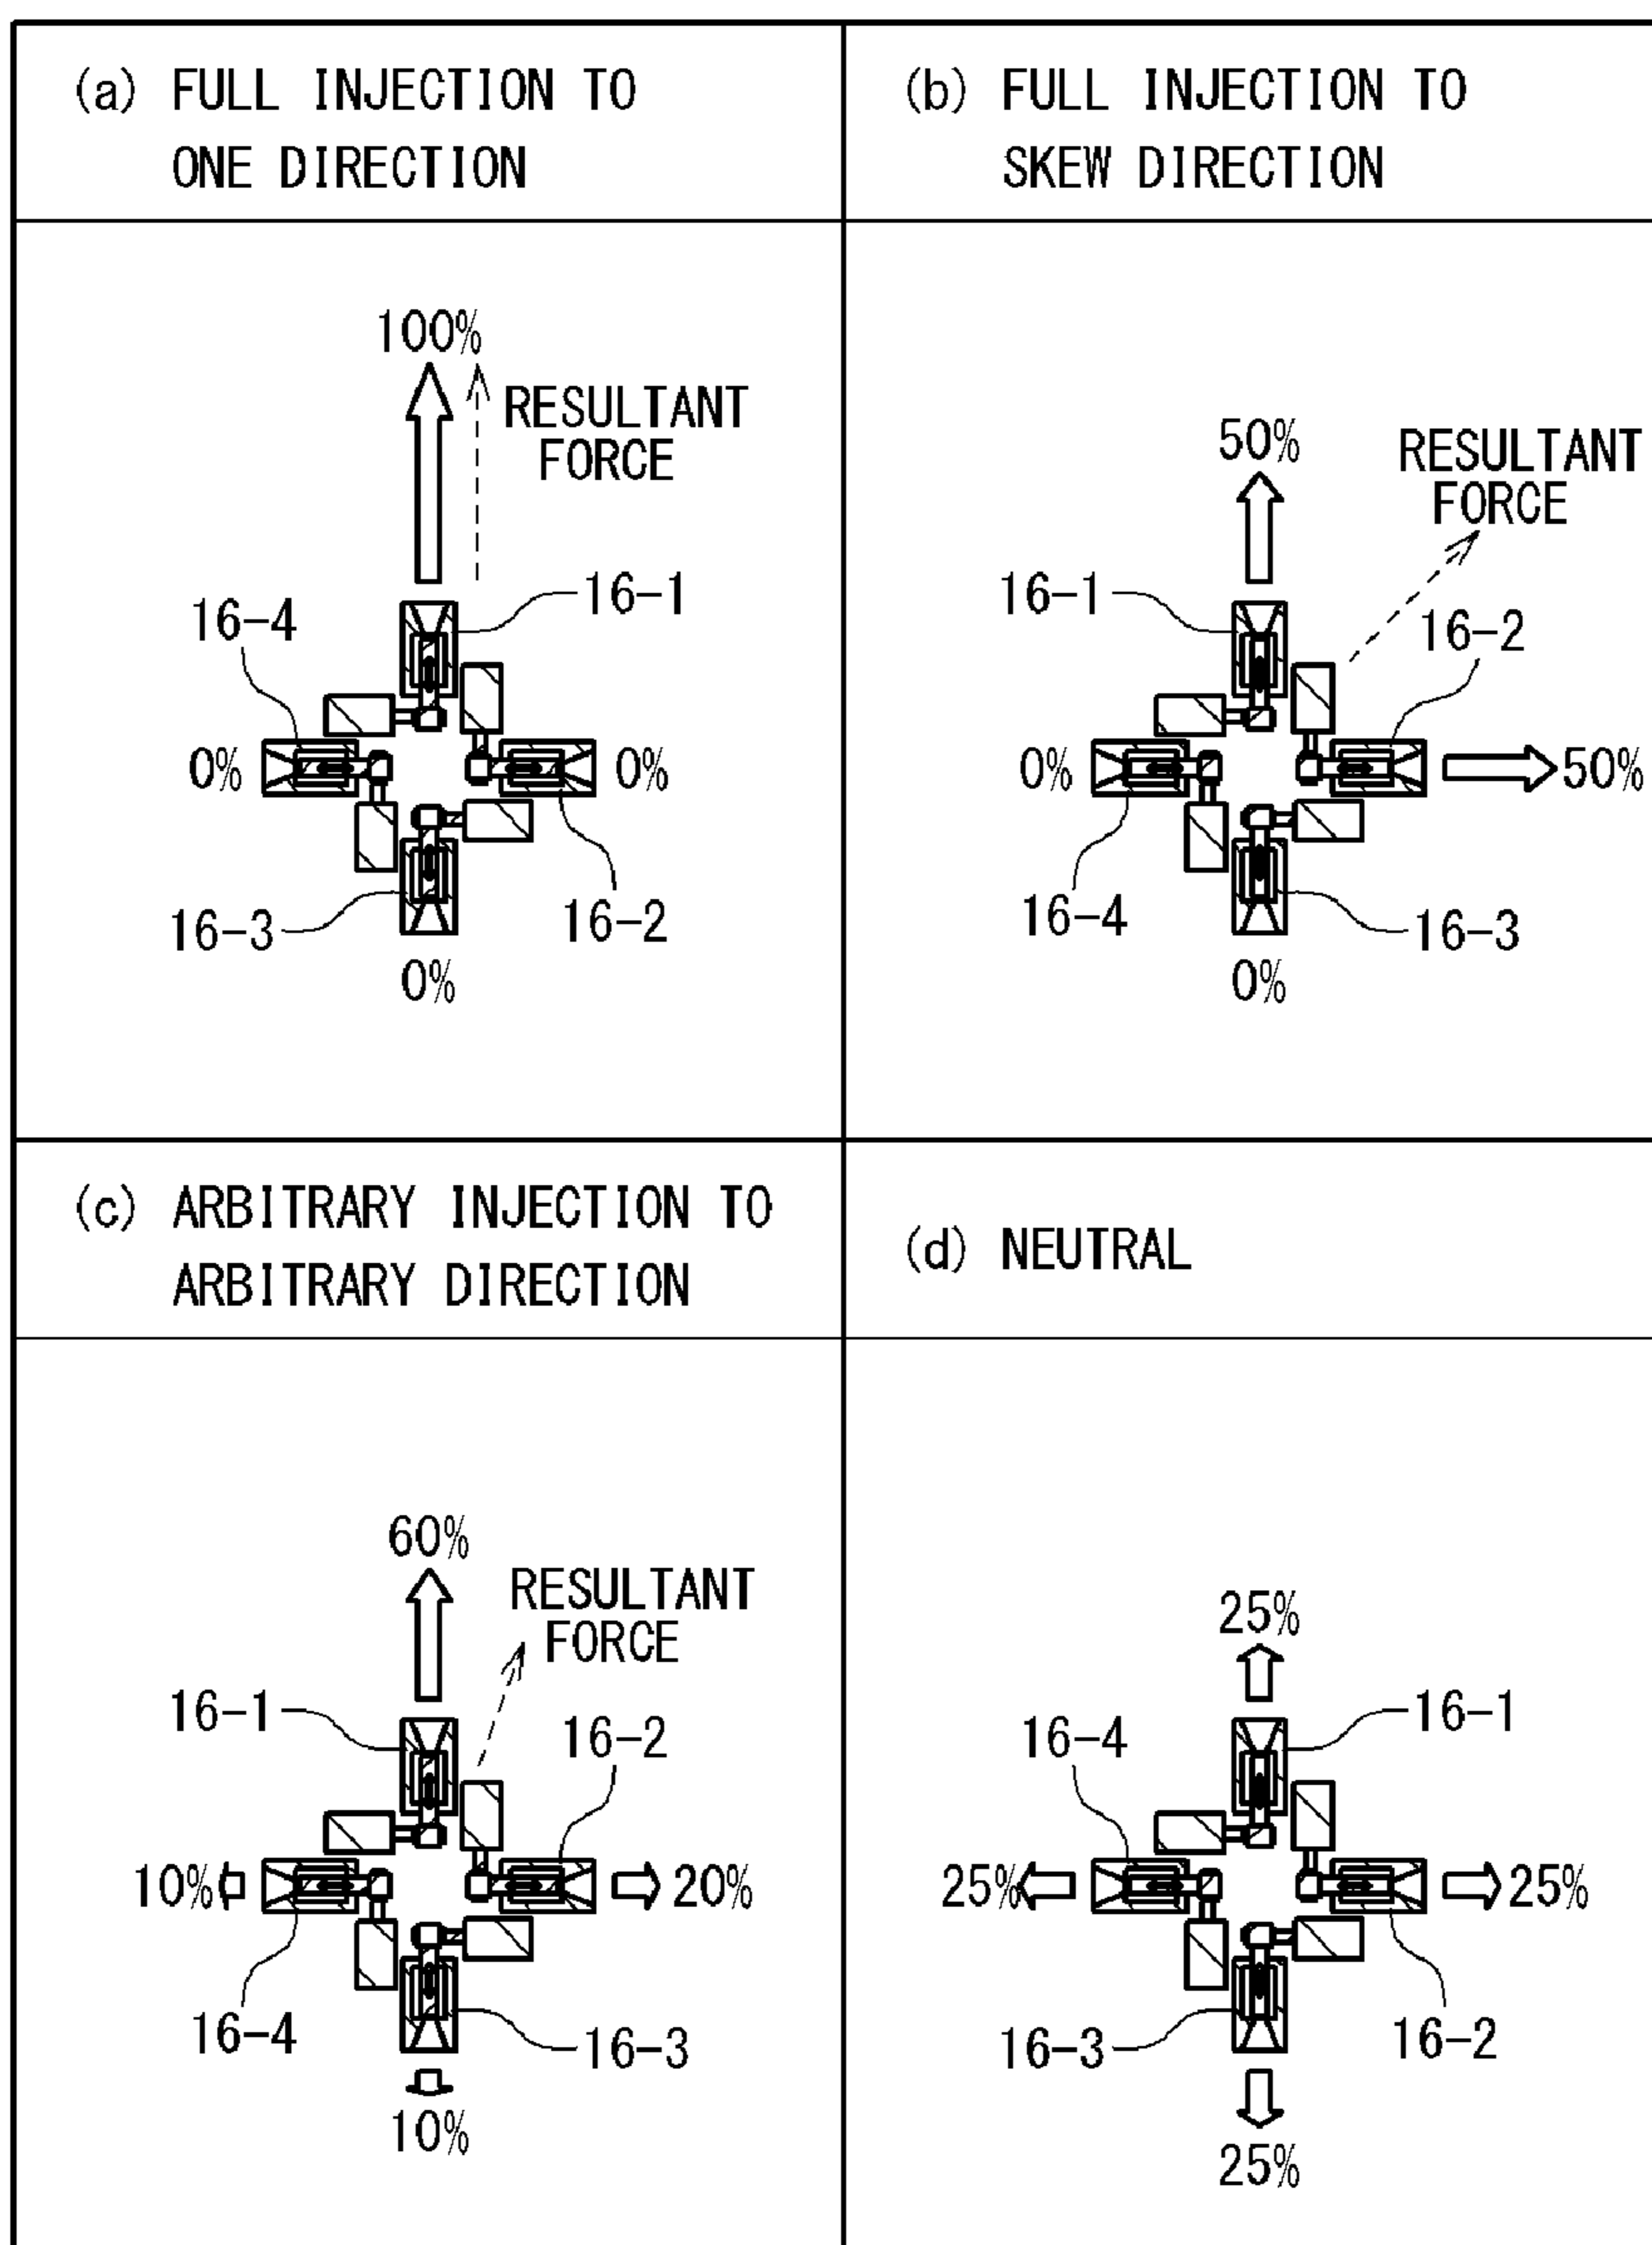 (a) FULL INJECTION TO
ONE DIRECTION
(b) FULL INJECTION TO
SKEW DIRECTION
100%
RESULTANT
FORCE
16-4
16-1
0%
0%
16-3
16-2
0%
50%
RESULTANT
FORCE
16-1
16-2
0%
50%
16-4
16-3
0%
(c) ARBITRARY INJECTION TO
ARBITRARY DIRECTION
(d) NEUTRAL
60%
RESULTANT
FORCE
16-1
16-2
10%
20%
16-4
16-3
10%
25%
16-4
16-1
25%
25%
16-3
16-2
25%